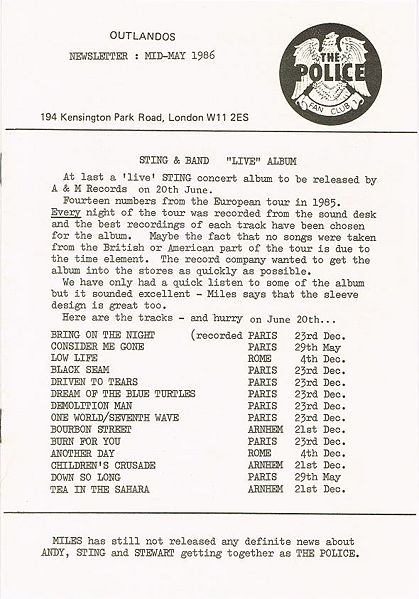 OUTLANDOS
NEWSLETTER : MID-MAY 1986
THE
POLICE
FAN CLUB
194 Kensington Park Road, London W11 2ES
STING & BAND "LIVE" ALBUM
At last a 'live' STING concert album to be released by
A & M Records on 20th June.
Fourteen numbers from the European tour in 1985.
Every night of the tour was recorded from the sound desk
and the best recordings of each track have been chosen
for the album. Maybe the fact that no songs were taken
from the British or American part of the tour is due to
the time element. The record company wanted to get the
album into the stores as quickly as possible.
We have only had a quick listen to some of the album
but it sounded excellent - Miles says that the sleeve
design is great too.
Here are the tracks - and hurry on June 20th...
BRING ON THE NIGHT (recorded PARIS 23rd Dec.
CONSIDER ME GONE PARIS 29th May
LOW LIFE ROME 4th Dec.
BLACK SEAM PARIS 23rd Dec.
DRIVEN TO TEARS PARIS 23rd Dec.
DREAM OF THE BLUE TURTLES PARIS 23rd Dec.
DEMOLITION MAN PARIS 23rd Dec.
ONE WORLD/SEVENTH WAVE PARIS 23rd Dec.
BOURBON STREET ARNHEM 21st Dec.
BURN FOR YOU PARIS 23rd Dec.
ANOTHER DAY ROME 4th Dec.
CHILDREN'S CRUSADE ARNHEM 21st Dec.
DOWN SO LONG PARIS 29th May
TEA IN THE SAHARA ARNHEM 21st Dec.
MILES has still not released any definite news about
ANDY, STING and STEWART getting together as THE POLICE.